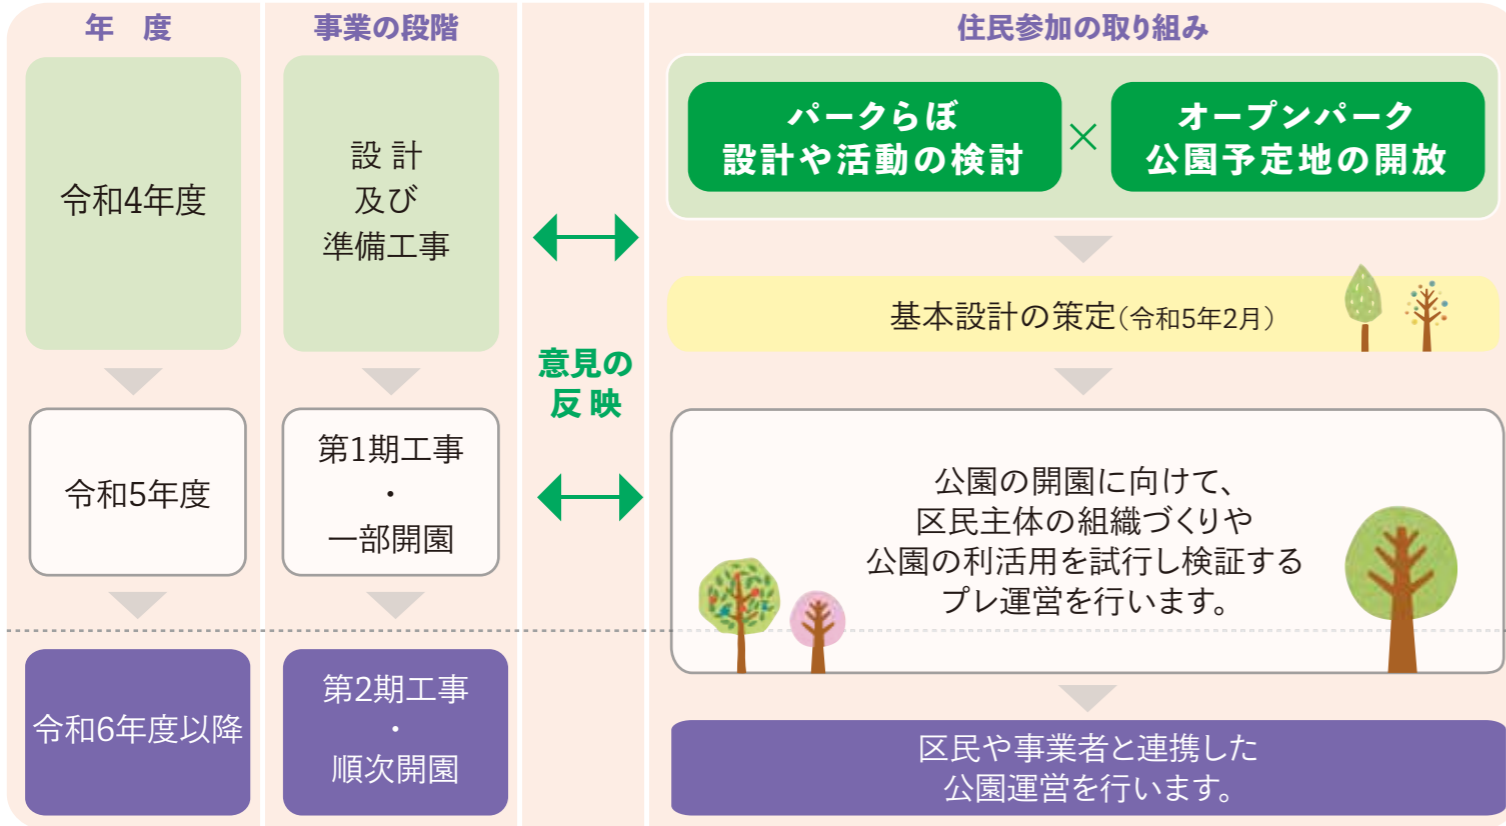 年 度
事業の段階
住民参加の取り組み
令和4年度
設 計
及び
準備工事
パークらぼ
設計や活動の検討
×
オープンパーク
公園予定地の開放
基本設計の策定(令和5年2月)
意見の
反 映
令和5年度
第1期工事
・
一部開園
公園の開園に向けて、
区民主体の組織づくりや
公園の利活用を試行し検証する
プレ運営を行います。
令和6年度以降
第2期工事
・
順次開園
区民や事業者と連携した
公園運営を行います。